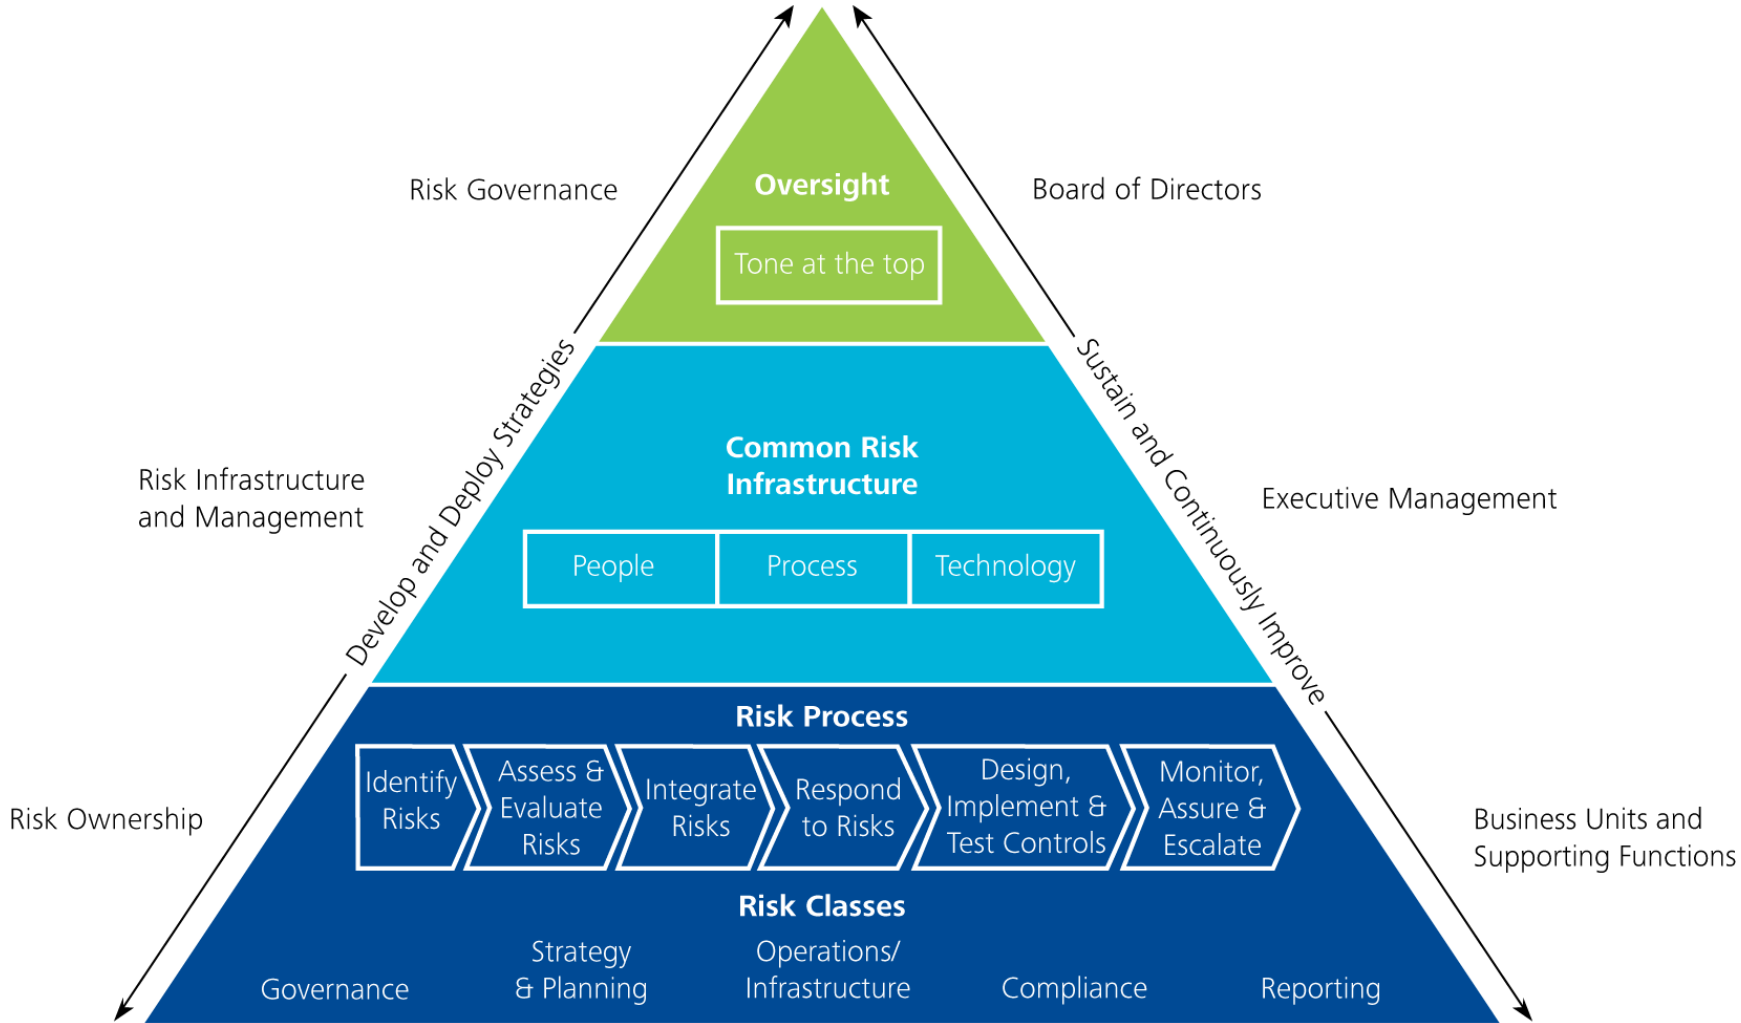 Risk Governance
Oversight
Board of Directors
Tone at the top
Develop and Deploy Strategies
Sustain and Continuously Improve
Risk Infrastructure
and Management
Common Risk
Infrastructure
Executive Management
People
Process
Technology
Risk Process
Risk Ownership
Identify
Risks
Assess &
Evaluate
Risks
Integrate
Risks
Respond
to Risks
Design,
Implement &
Test Controls
Monitor,
Assure &
Escalate
Business Units and
Supporting Functions
Risk Classes
Governance
Strategy
& Planning
Operations/
Infrastructure
Compliance
Reporting